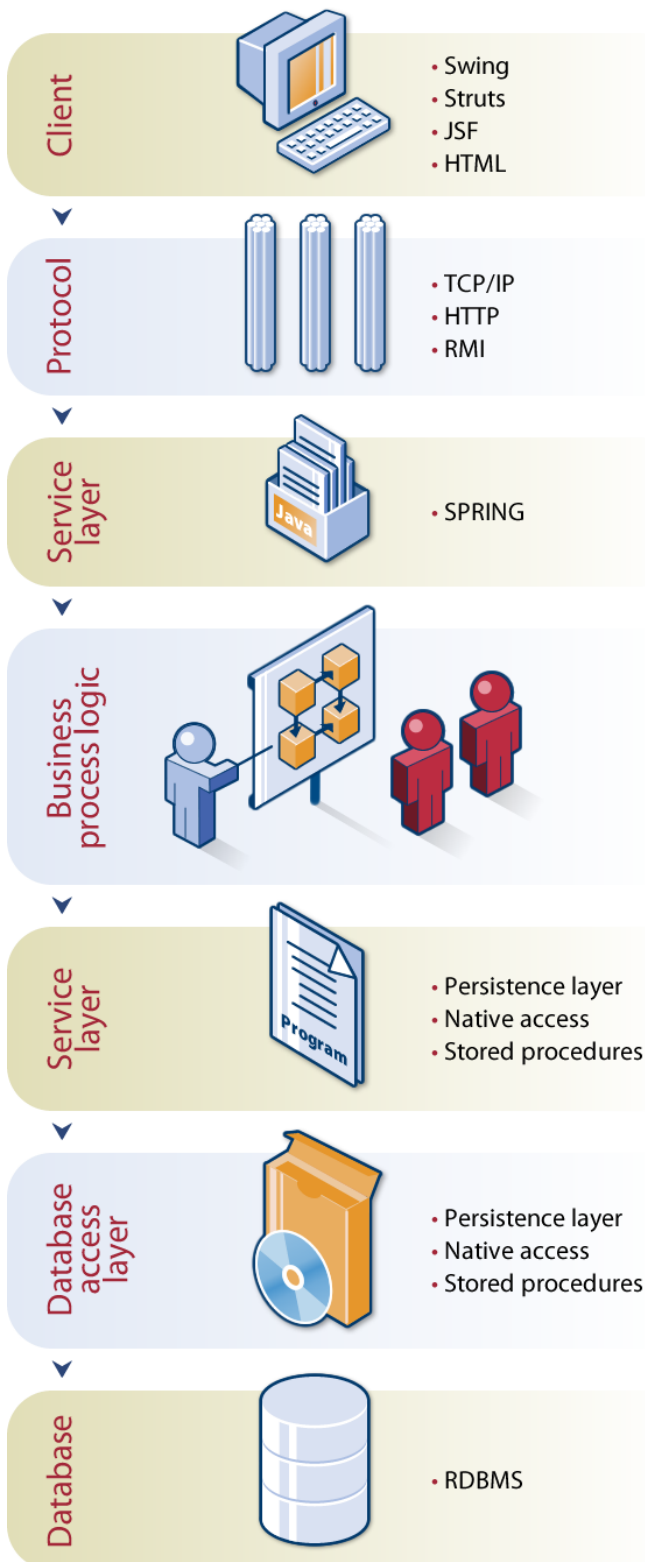 Client
• Swing
• Struts
• JSF
• HTML
Protocol
• TCP/IP
• HTTP
• RMI
Service
layer
Java
• SPRING
Business
process logic
Service
layer
Program
• Persistence layer
• Native access
• Stored procedures
Database
access
layer
• Persistence layer
• Native access
• Stored procedures
Database
• RDBMS